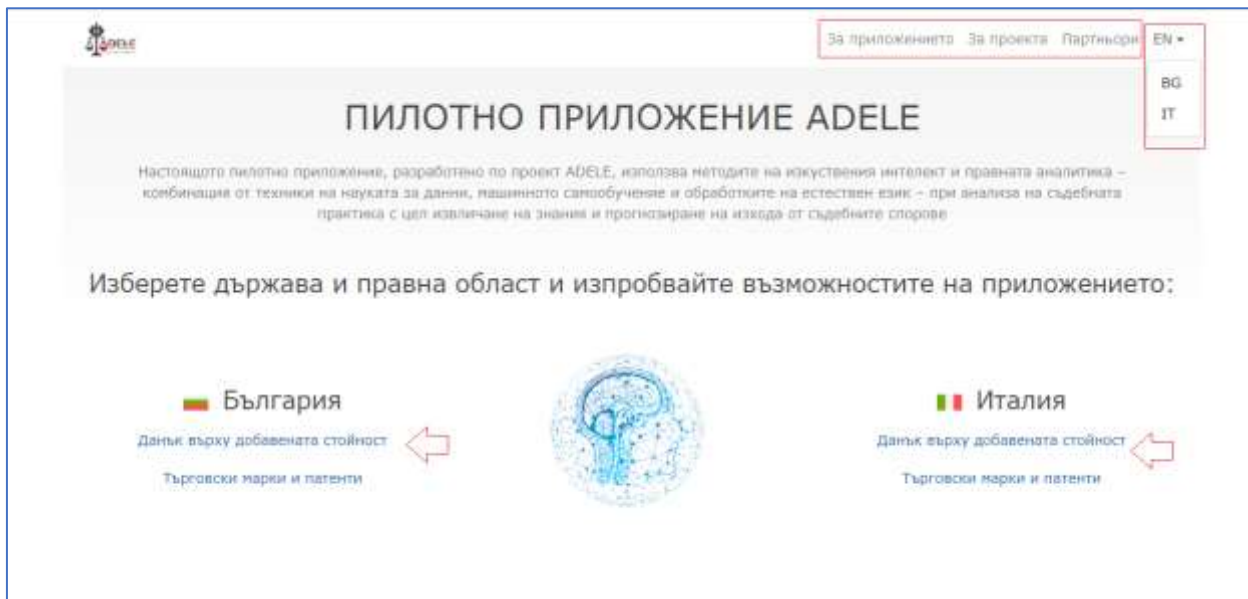 ADELE
За приложението За проекта Партньори EN
BG
IT
ПИЛОТНО ПРИЛОЖЕНИЕ ADELE
Настоящото пилотно приложение, разработено по проект ADELE, използва методите на изкуствения интелект и правната аналитика –
комбинация от техники на науката за данни, машинното самообучение и обработките на естествен език – при анализа на съдебната
практика с цел извличане на знания и прогнозиране на изхода от съдебните спорове
Изберете държава и правна област и изпробвайте възможностите на приложението:
България
Италия
Данък върху добавената стойност
Данък върху добавената стойност
Търговски марки и патенти
Търговски марки и патенти